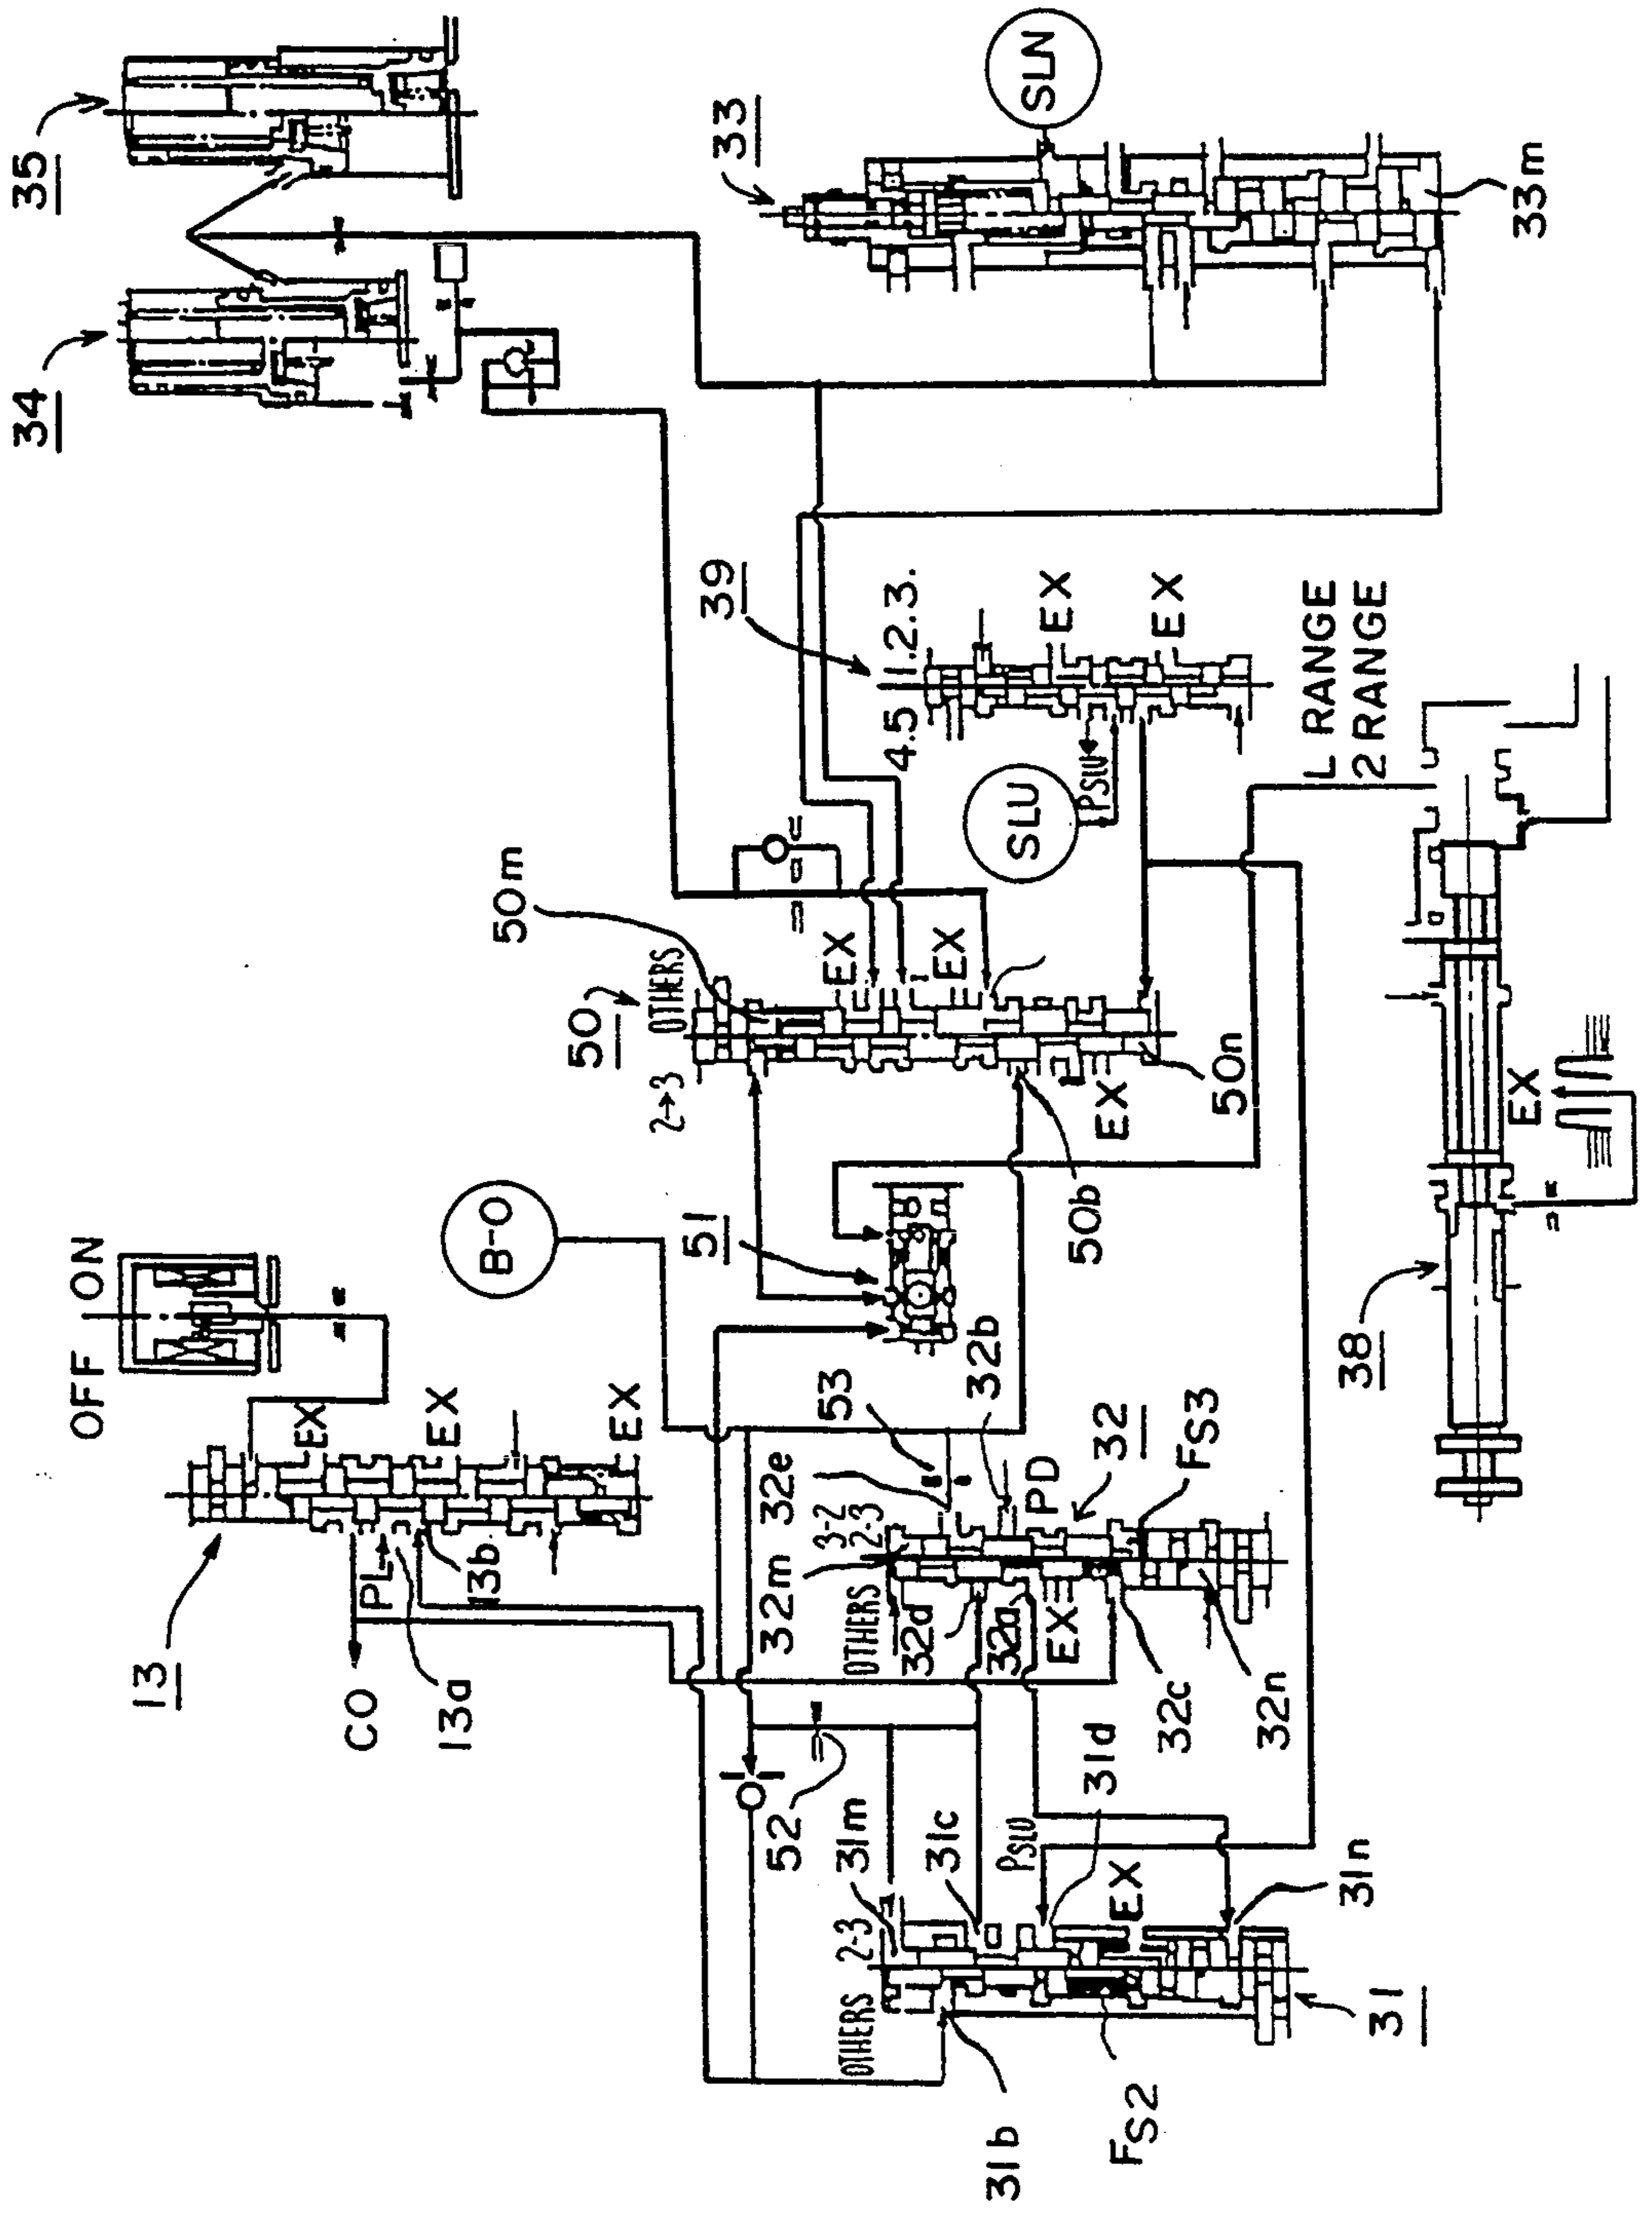 35
34
33
SLN
33m
39
4.5 1.2.3.
EX
EX
SLU
PSLU
L RANGE
2 RANGE
50m
50
OTHERS
2→3
EX
EX
EX
50n
50b
51
B-O
OFF ON
13
EX
EX
EX
PL
13b
13a
CO
53
32e
32b
3-2
2-3
32m
OTHERS
32d
32a
PD
EX
32
FS3
32c
32n
52
31m
31c
PSLU
31d
EX
31n
2-3
OTHERS
31b
FS2
31
38
EX